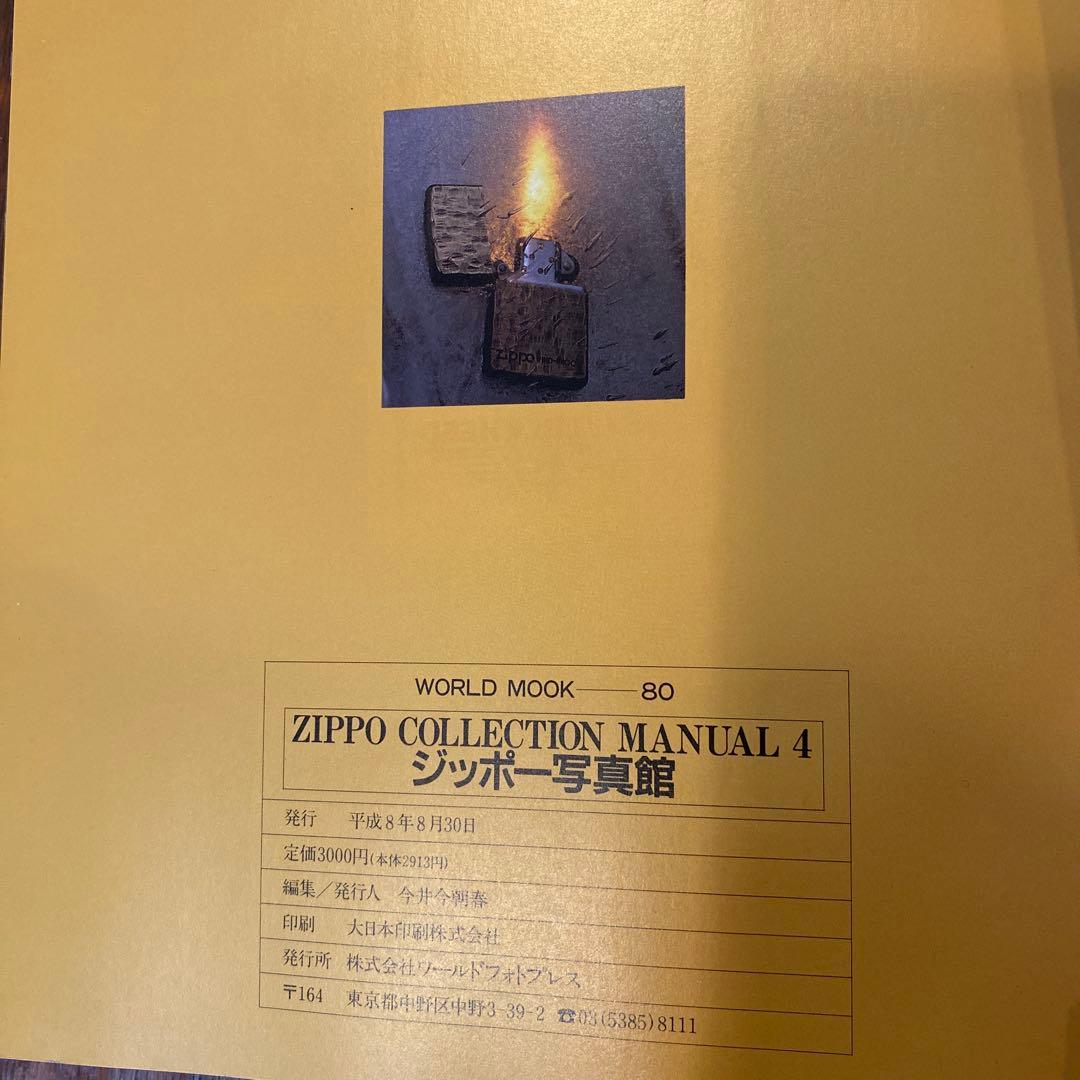 zippo
WORLD MOOK——80
ZIPPO COLLECTION MANUAL 4
ジッポー写真館
発行 平成8年8月30日
定価3000円(本体2913円)
編集/発行人 今井今朝春
印刷 大日本印刷株式会社
発行所 株式会社ワールドフォトプレス
〒164 東京都中野区中野3-39-2 ☎03(5385)8111